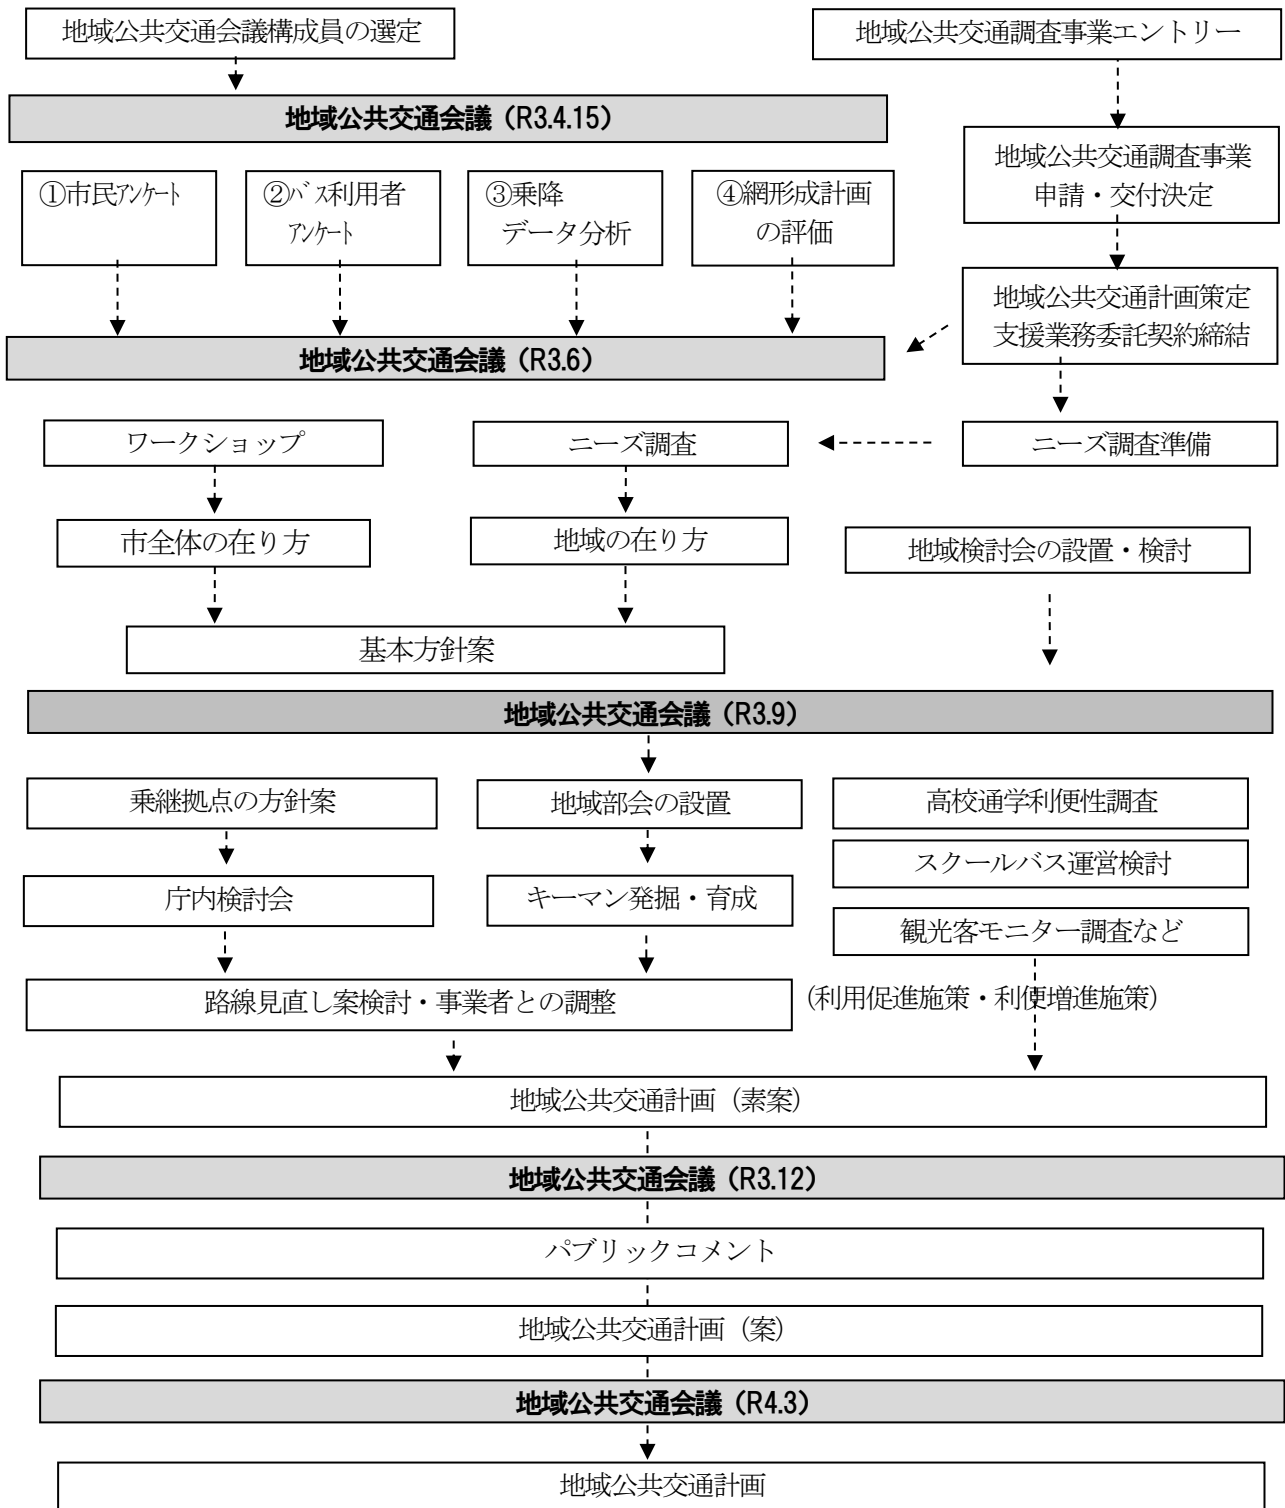 地域公共交通会議構成員の選定
地域公共交通調査事業エントリー
地域公共交通会議（R3.4.15）
地域公共交通調査事業
申請・交付決定
①市民ｱﾝｹｰﾄ
②ﾊﾞｽ利用者
ｱﾝｹｰﾄ
③乗降
データ分析
④網形成計画
の評価
地域公共交通計画策定
支援業務委託契約締結
地域公共交通会議（R3.6）
ワークショップ
ニーズ調査
ニーズ調査準備
市全体の在り方
地域の在り方
地域検討会の設置・検討
基本方針案
地域公共交通会議（R3.9）
乗継拠点の方針案
地域部会の設置
高校通学利便性調査
スクールバス運営検討
庁内検討会
キーマン発掘・育成
観光客モニター調査など
路線見直し案検討・事業者との調整
（利用促進施策・利便増進施策）
地域公共交通計画（素案）
地域公共交通会議（R3.12）
パブリックコメント
地域公共交通計画（案）
地域公共交通会議（R4.3）
地域公共交通計画